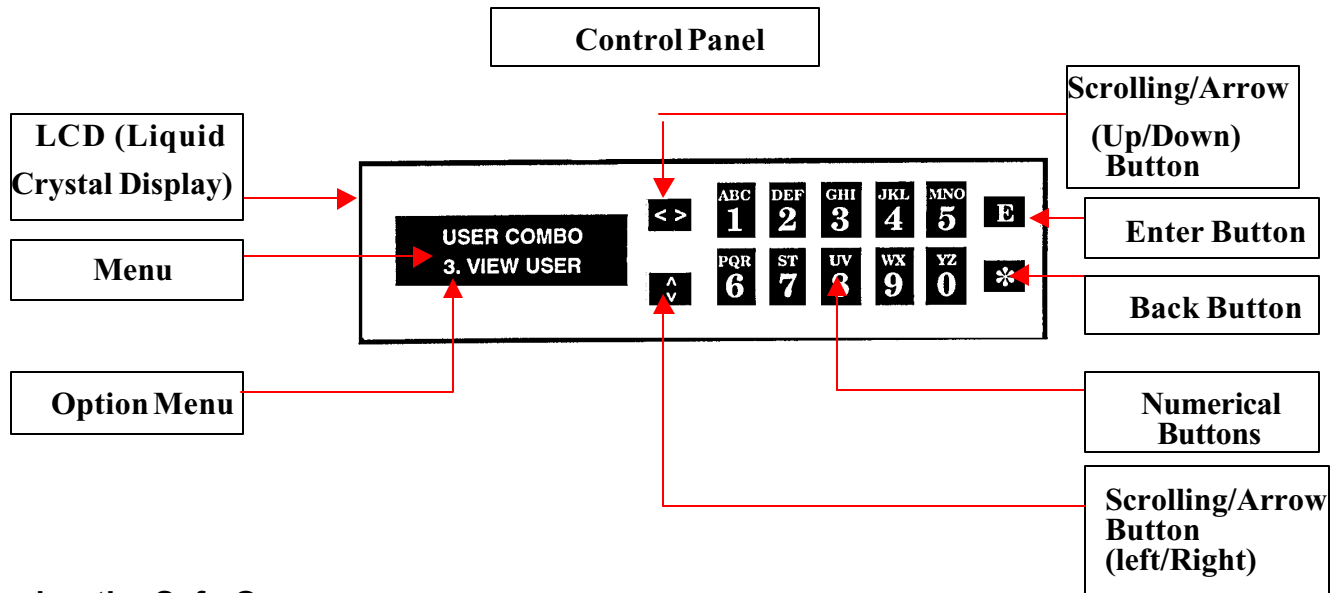 Control Panel
Scrolling/Arrow
(Up/Down)
Button
LCD (Liquid
Crystal Display)
Menu
Option Menu
USER COMBO
3. VIEW USER
< >
ABC DEF GHI JKL MNO
1 2 3 4 5 E
^
v
PQR ST UV WX YZ
6 7 8 9 0 *
Enter Button
Back Button
Numerical
Buttons
Scrolling/Arrow
Button
(left/Right)